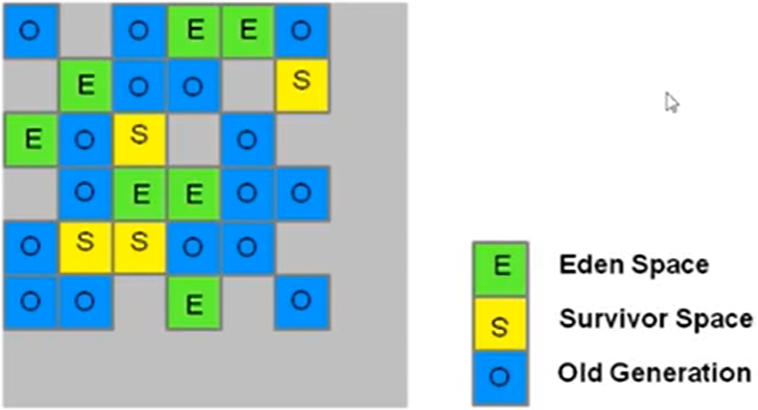 O O E E O
E O O S
E O S O
O E E O O
O S S O O
O O E O
E Eden Space
S Survivor Space
O Old Generation